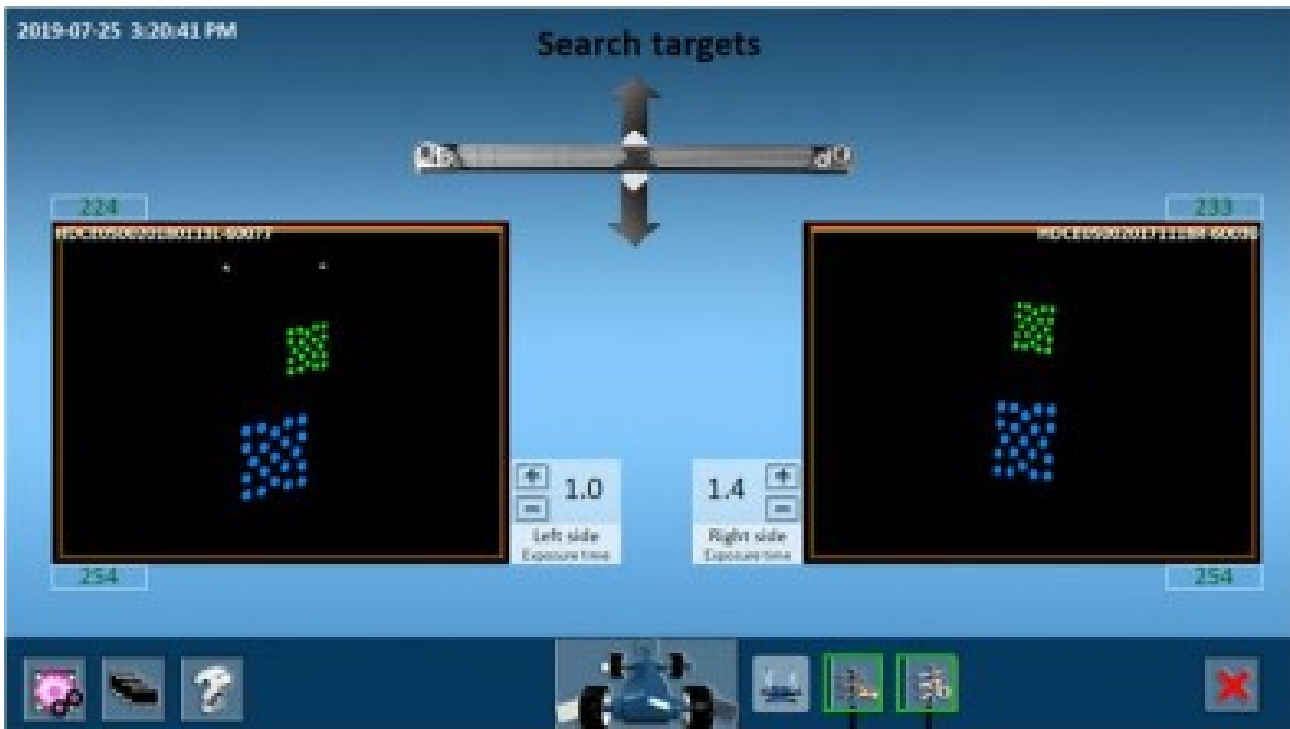 2019-07-25 3:20:41 PM
Search targets
224
233
1.0
Left side
Exposure time
1.4
Right side
Exposure time
254
254